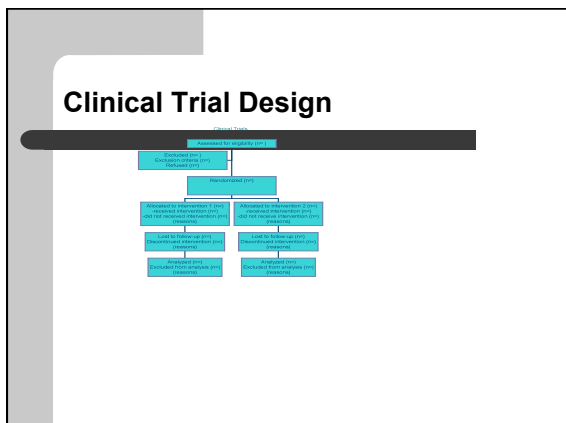 Clinical Trial Design
Clinical Trials
Assessed for eligibility (n= )
Excluded (n= )
Exclusion criteria (n=)
Refused (n=)
Randomized (n=)
Allocated to intervention 1 (n=)
-received intervention (n=)
-did not received intervention (n=)
(reasons)
Allocated to intervention 2 (n=)
-received intervention (n=)
-did not receive intervention (n=)
(reasons)
Lost to follow-up (n=)
Discontinued intervention (n=)
(reasons)
Lost to follow-up (n=)
Discontinued intervention (n=)
(reasons)
Analyzed (n=)
Excluded from analysis (n=)
(reasons)
Analyzed (n=)
Excluded from analysis (n=)
(reasons)